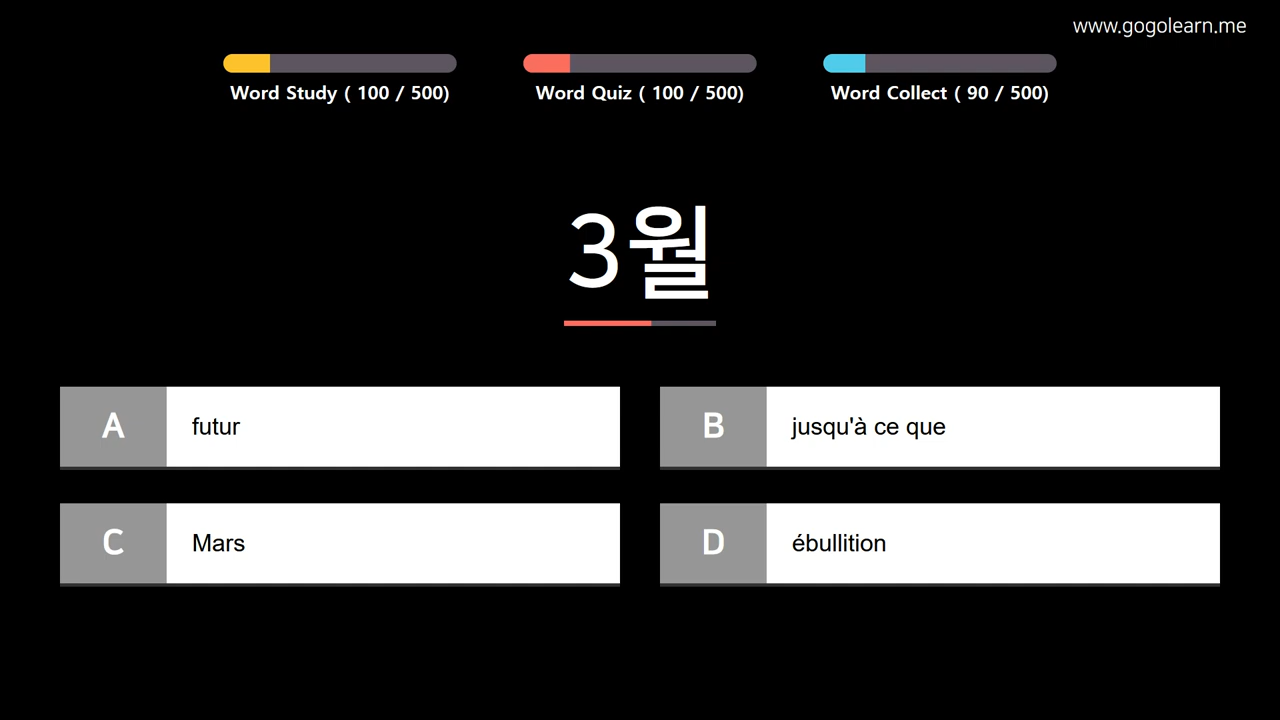 www.gogolearn.me
Word Study ( 100 / 500)
Word Quiz ( 100 / 500)
Word Collect ( 90 / 500)
3월
A futur
B jusqu'à ce que
C Mars
D ébullition